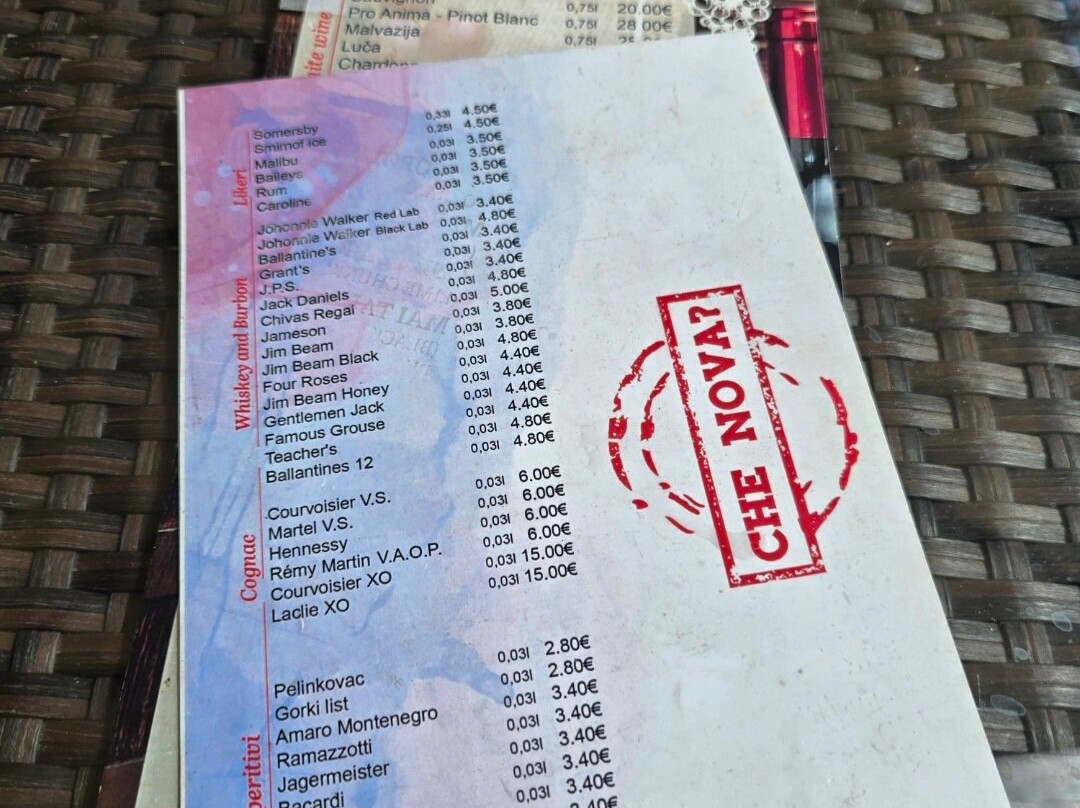 Sauvignon 0,75l 20.00€
Pro Anima - Pinot Blanc 0,75l 28.00€
Malvazija 0,75l
Luča
white wine
Likeri
Somersby 0,33l 4.50€
Smirnof Ice 0,25l 4.50€
Malibu 0,03l 3.50€
Baileys 0,03l 3.50€
Rum 0,03l 3.50€
Caroline 0,03l 3.50€
Whiskey and Burbon
Johonnie Walker Red Lab 0,03l 3.40€
Johonnie Walker Black Lab 0,03l 4.80€
Ballantine's 0,03l 3.40€
Grant's 0,03l 3.40€
J.P.S. 0,03l 3.40€
Jack Daniels 0,03l 4.80€
Chivas Regal 0,03l 5.00€
Jameson 0,03l 3.80€
Jim Beam 0,03l 3.80€
Jim Beam Black 0,03l 4.80€
Four Roses 0,03l 4.40€
Jim Beam Honey 0,03l 4.40€
Gentlemen Jack 0,03l 4.40€
Famous Grouse 0,03l 4.40€
Teacher's 0,03l 4.80€
Ballantines 12 0,03l 4.80€
Cognac
Courvoisier V.S. 0,03l 6.00€
Martel V.S. 0,03l 6.00€
Hennessy 0,03l 6.00€
Rémy Martin V.A.O.P. 0,03l 6.00€
Courvoisier XO 0,03l 15.00€
Laclie XO 0,03l 15.00€
peritivi
Pelinkovac 0,03l 2.80€
Gorki list 0,03l 2.80€
Amaro Montenegro 0,03l 3.40€
Ramazzotti 0,03l 3.40€
Jagermeister 0,03l 3.40€
Bacardi 0,03l 3.40€
3.40€
CHE NOVA?